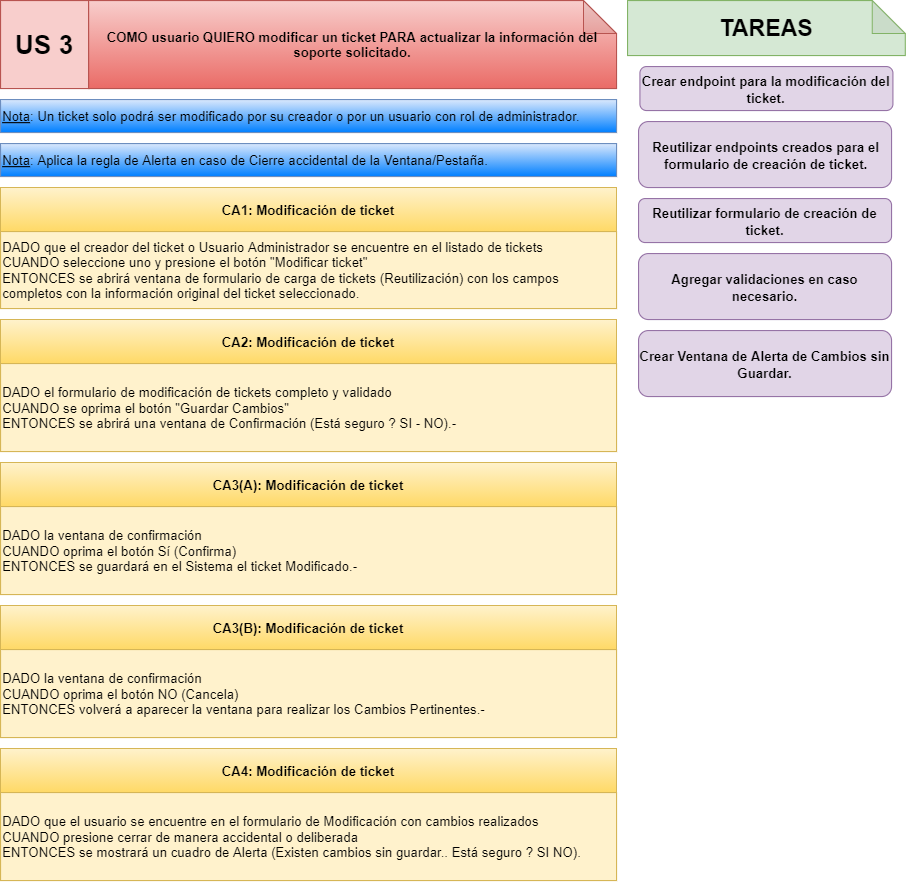 US 3
COMO usuario QUIERO modificar un ticket PARA actualizar la información del
soporte solicitado.
Nota: Un ticket solo podrá ser modificado por su creador o por un usuario con rol de administrador.
Nota: Aplica la regla de Alerta en caso de Cierre accidental de la Ventana/Pestaña.
CA1: Modificación de ticket
DADO que el creador del ticket o Usuario Administrador se encuentre en el listado de tickets
CUANDO seleccione uno y presione el botón "Modificar ticket"
ENTONCES se abrirá ventana de formulario de carga de tickets (Reutilización) con los campos
completos con la información original del ticket seleccionado.
CA2: Modificación de ticket
DADO el formulario de modificación de tickets completo y validado
CUANDO se oprima el botón "Guardar Cambios"
ENTONCES se abrirá una ventana de Confirmación (Está seguro ? SI - NO).-
CA3(A): Modificación de ticket
DADO la ventana de confirmación
CUANDO oprima el botón Sí (Confirma)
ENTONCES se guardará en el Sistema el ticket Modificado.-
CA3(B): Modificación de ticket
DADO la ventana de confirmación
CUANDO oprima el botón NO (Cancela)
ENTONCES volverá a aparecer la ventana para realizar los Cambios Pertinentes.-
CA4: Modificación de ticket
DADO que el usuario se encuentre en el formulario de Modificación con cambios realizados
CUANDO presione cerrar de manera accidental o deliberada
ENTONCES se mostrará un cuadro de Alerta (Existen cambios sin guardar.. Está seguro ? SI NO).
TAREAS
Crear endpoint para la modificación del
ticket.
Reutilizar endpoints creados para el
formulario de creación de ticket.
Reutilizar formulario de creación de
ticket.
Agregar validaciones en caso
necesario.
Crear Ventana de Alerta de Cambios sin
Guardar.